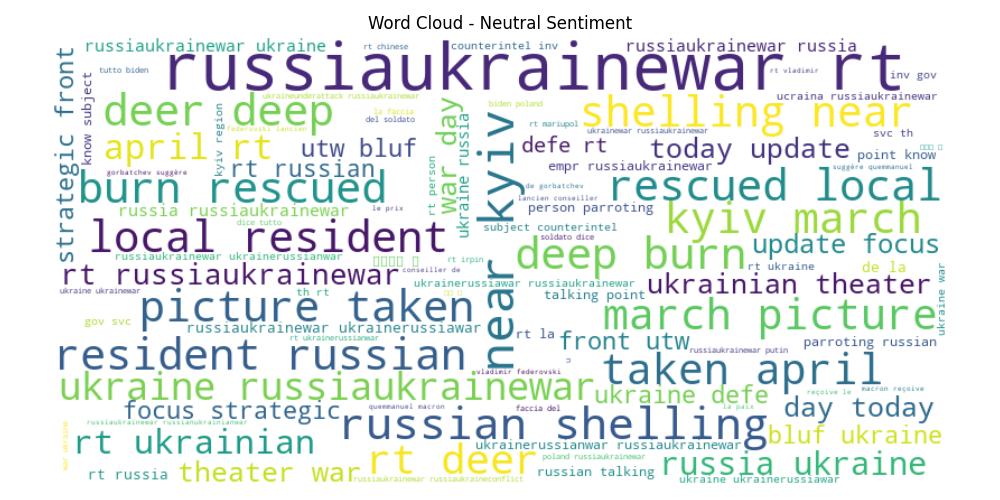 Word Cloud - Neutral Sentiment
russiaukrainewar ukraine
rt chinese
counterintel inv
russiaukrainewar russia
tutto biden
russiaukrainewar rt
rt vladimir
inv gov
strategic front
know subject
ukraineunderattack russiaukrainewar
la faccia
del soldato
biden poland
ucraina russiaukrainewar
deer deep
kyiv region
federovski lancien
war day
ukraine russia
rt mariupol
shelling near
april rt
utw bluf
near kyiv
ukrainewar russiaukrainewar
svc th
defe rt
today update
point know
gorbatchev suggère
rt russian
rt person
empr russiaukrainewar
suggère quemmanuel
burn rescued
de gorbatchev
rescued local
lancien conseiller
russia russiaukrainewar
le prix
person parroting
kyiv march
dice tutto
local resident
subject counterintel
soldato dice
deep burn
update focus
russiaukrainewar ukrainerussianwar
rt irpin
rt ukraine
de la
rt russiaukrainewar
conseiller de
ukrainerussiawar russiaukrainewar
ukrainian theater
ukraine war
ukraine ukrainewar
th rt
talking point
picture taken
march picture
gov svc
russiaukrainewar ukrainerussiawar
rt la
front utw
parroting russian
rt ukrainerussianwar
russiaukrainewar putin
resident russian
vladimir federovski
taken april
ukraine russiaukrainewar
ukraine defe
reçoive le
macron reçoive
focus strategic
quemmanuel macron
faccia del
la paix
day today
russiaukrainewar russianukrainianwar
russian shelling
war ukraine
rt ukrainian
ukrainerussianwar russiaukrainewar
bluf ukraine
rt deer
poland russiaukrainewar
rt russia
theater war
russian talking
russia ukraine
russiaukrainewar russiaukraineconflict
ukraine ukrainerussiawar